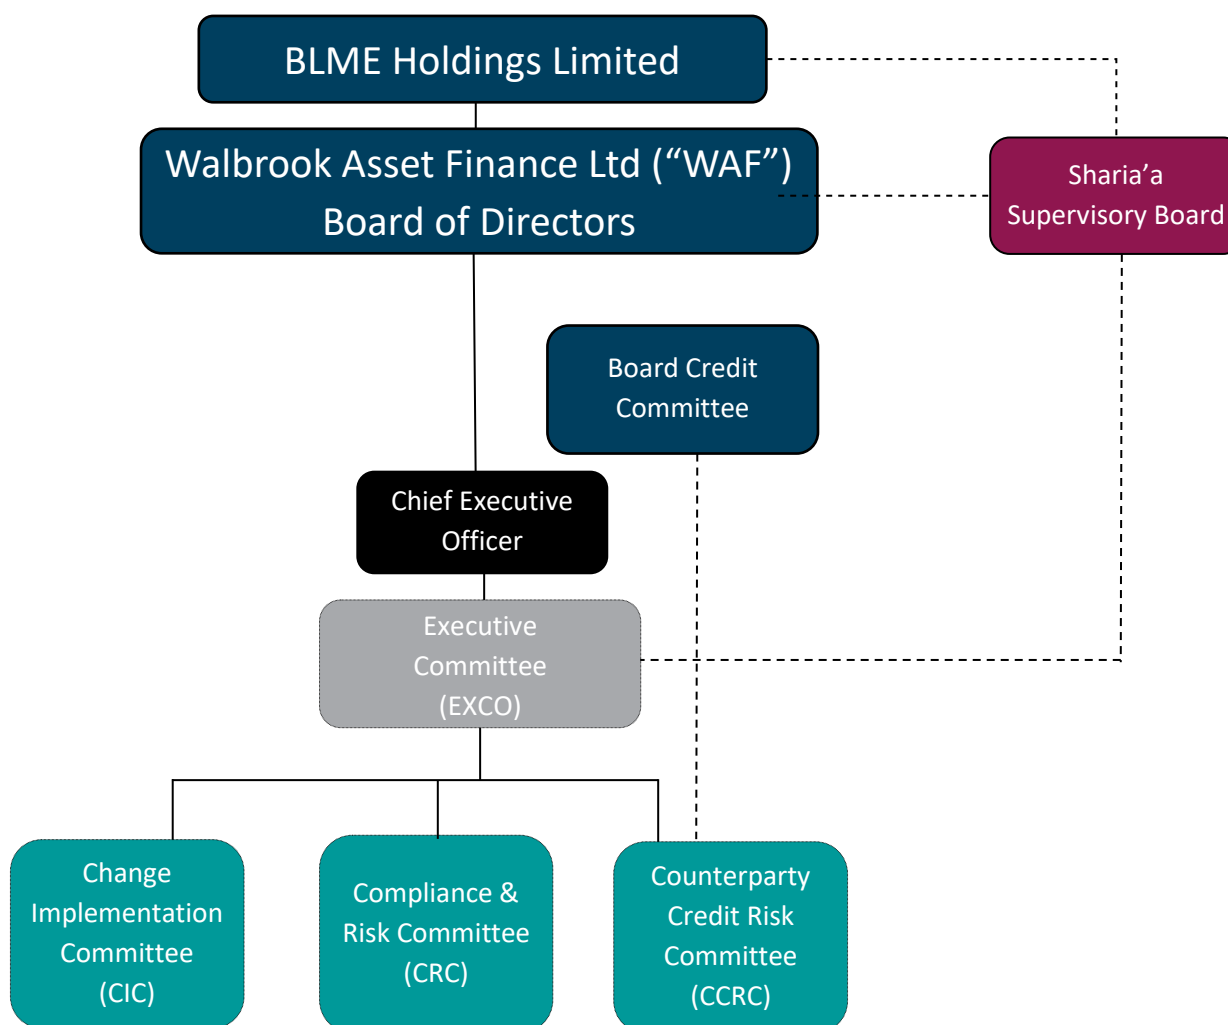 BLME Holdings Limited
Walbrook Asset Finance Ltd (“WAF”)
Board of Directors
Sharia’a
Supervisory Board
Board Credit
Committee
Chief Executive
Officer
Executive
Committee
(EXCO)
Change
Implementation
Committee
(CIC)
Compliance &
Risk Committee
(CRC)
Counterparty
Credit Risk
Committee
(CCRC)